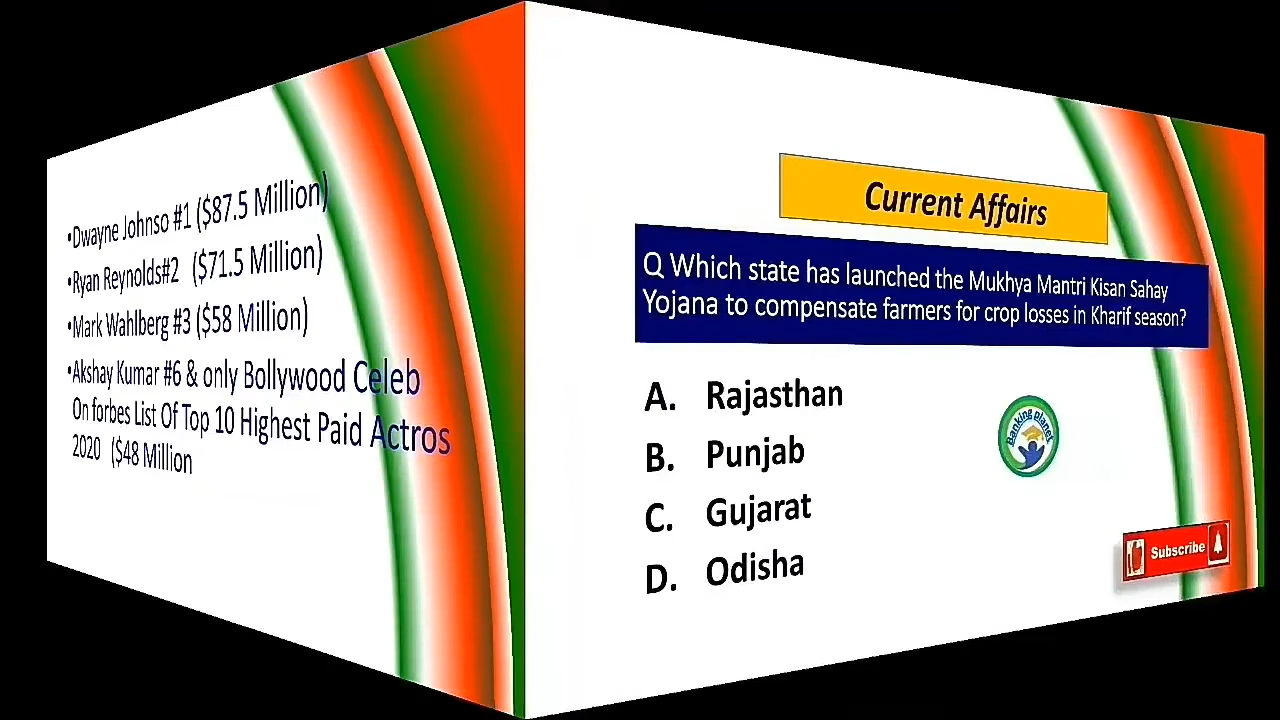 •Dwayne Johnso #1 ($87.5 Million)
•Ryan Reynolds#2 ($71.5 Million)
•Mark Wahlberg #3 ($58 Million)
•Akshay Kumar #6 & only Bollywood Celeb
On forbes List Of Top 10 Highest Paid Actros
2020 ($48 Million
Current Affairs
Q Which state has launched the Mukhya Mantri Kisan Sahay
Yojana to compensate farmers for crop losses in Kharif season?
A. Rajasthan
B. Punjab
C. Gujarat
D. Odisha
Banking planet
Subscribe